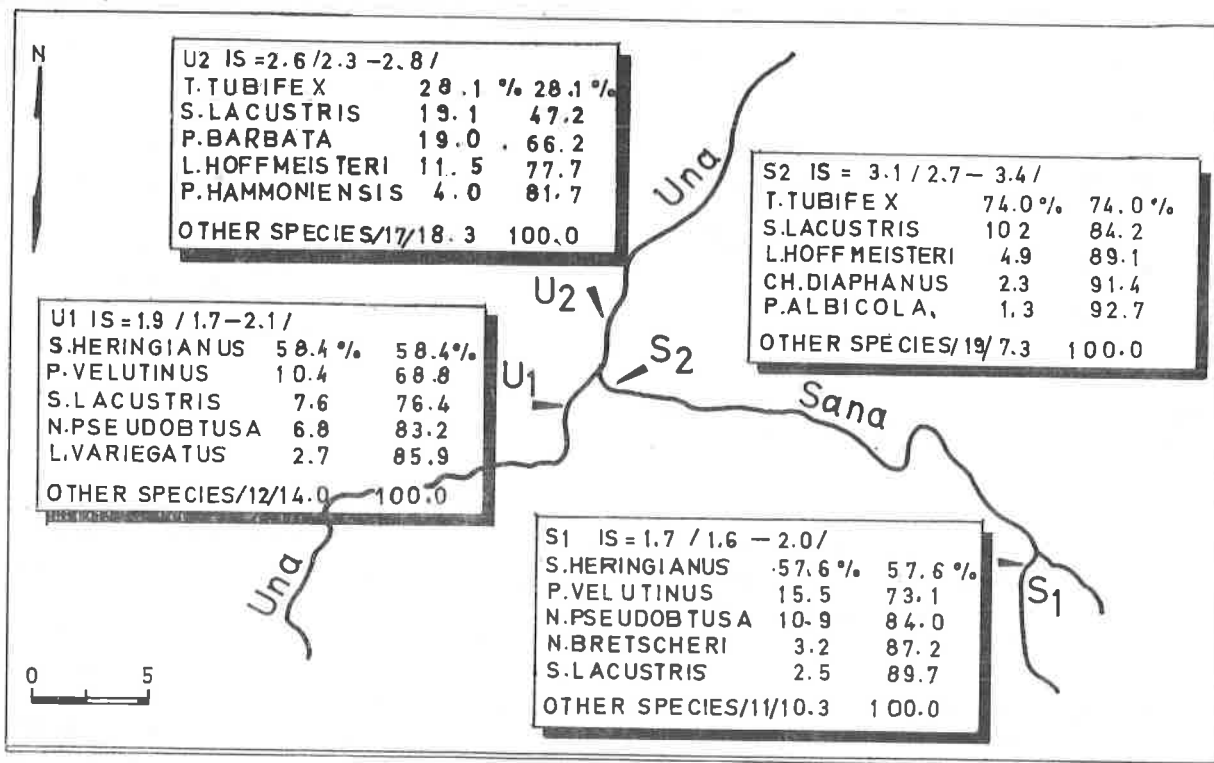 N
U2 IS =2.6 /2.3 -2.8/
T.TUBIFEX 28.1 % 28.1 %
S.LACUSTRIS 19.1 47.2
P.BARBATA 19.0 . 66.2
L.HOFFMEISTERI 11. 5 77.7
P.HAMMONIENSIS 4.0 81.7
OTHER SPECIES/17/18.3 100.0
Una
S2 IS = 3.1 / 2.7 - 3.4/
T.TUBIFEX 74.0% 74.0%
S.LACUSTRIS 10 2 84.2
L.HOFFMEISTERI 4.9 89.1
CH.DIAPHANUS 2.3 91.4
P.ALBICOLA, 1.3 92.7
OTHER SPECIES/19/7.3 100.0
U2
S2
U1
U1 IS=1.9 / 1.7-2.1/
S.HERINGIANUS 58.4% 58.4%
P.VELUTINUS 10.4 68.8
S.LACUSTRIS 7.6 76.4
N.PSEUDOBTUSA 6.8 83.2
L.VARIEGATUS 2.7 85.9
OTHER SPECIES/12/14.0 100.0
Sana
S1 IS=1.7 /1.6 - 2.0/
S.HERINGIANUS .57.6% 57.6%
P.VELUTINUS 15.5 73.1
N.PSEUDOBTUSA 10.9 84.0
N.BRETSCHERI 3.2 87.2
S.LACUSTRIS 2.5 89.7
OTHER SPECIES/11/10.3 100.0
S1
Una
0 5